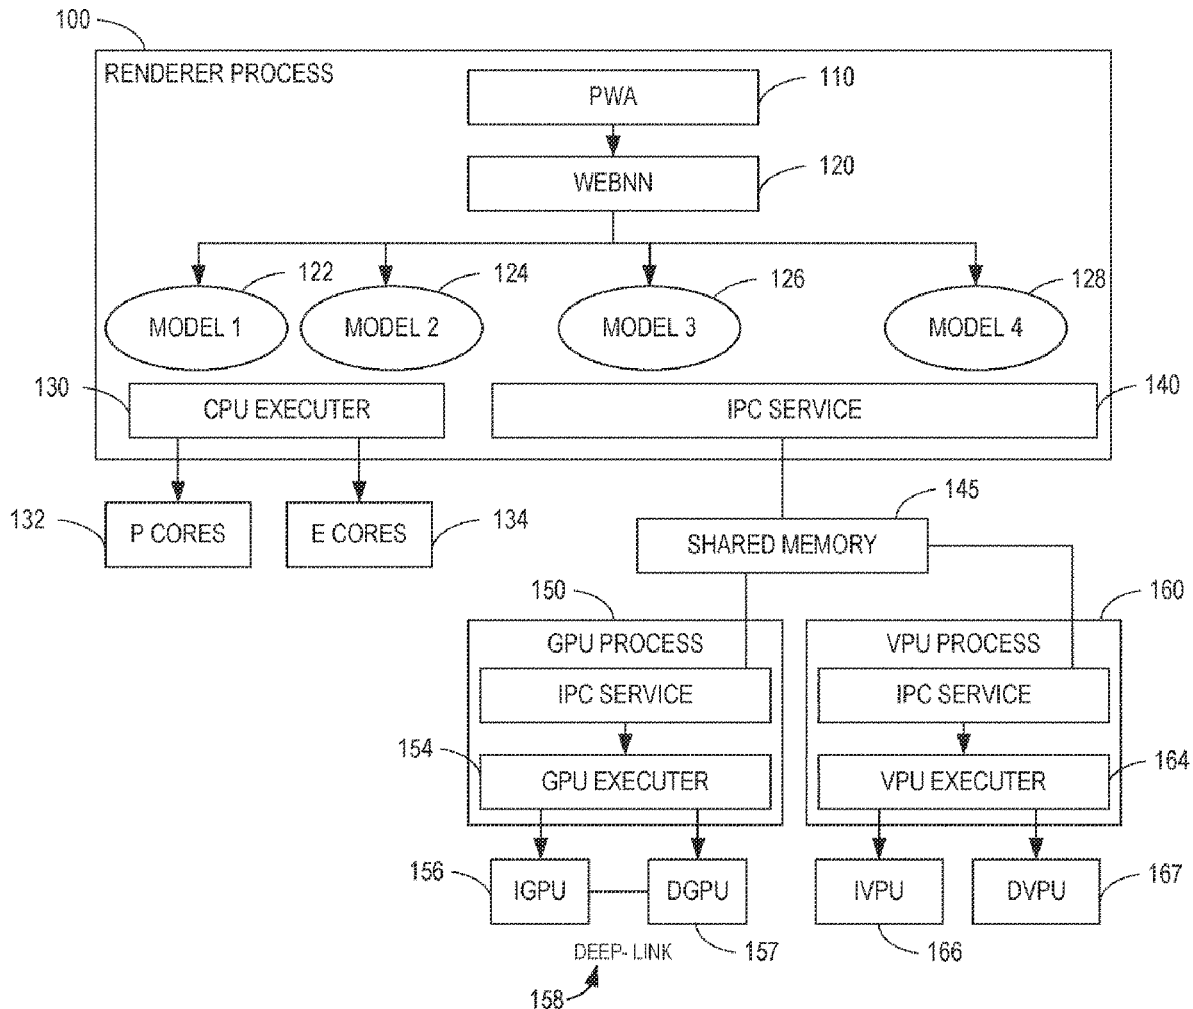 100
RENDERER PROCESS
PWA
110
WEBNN
120
122
124
126
128
MODEL 1
MODEL 2
MODEL 3
MODEL 4
130
CPU EXECUTER
IPC SERVICE
140
132
P CORES
E CORES
134
145
SHARED MEMORY
150
160
GPU PROCESS
VPU PROCESS
IPC SERVICE
IPC SERVICE
154
GPU EXECUTER
VPU EXECUTER
164
156
IGPU
DGPU
IVPU
DVPU
167
157
166
DEEP- LINK
158